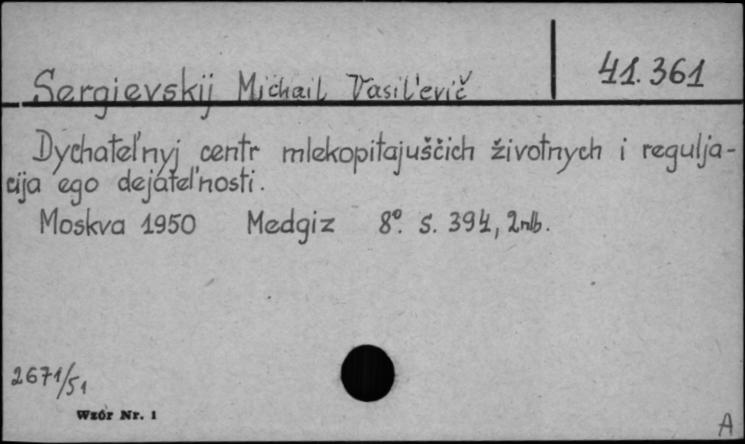 Sergievskij Michail Vasil'evič
41.361
Dychatel'nyj centr mlekopitajuščich životnych i regulja-
cija ego dejatel'nosti.
Moskva 1950 Medgiz 8°. S. 394, 2 nlb.
2671/51
Wzór Nr. 1
A